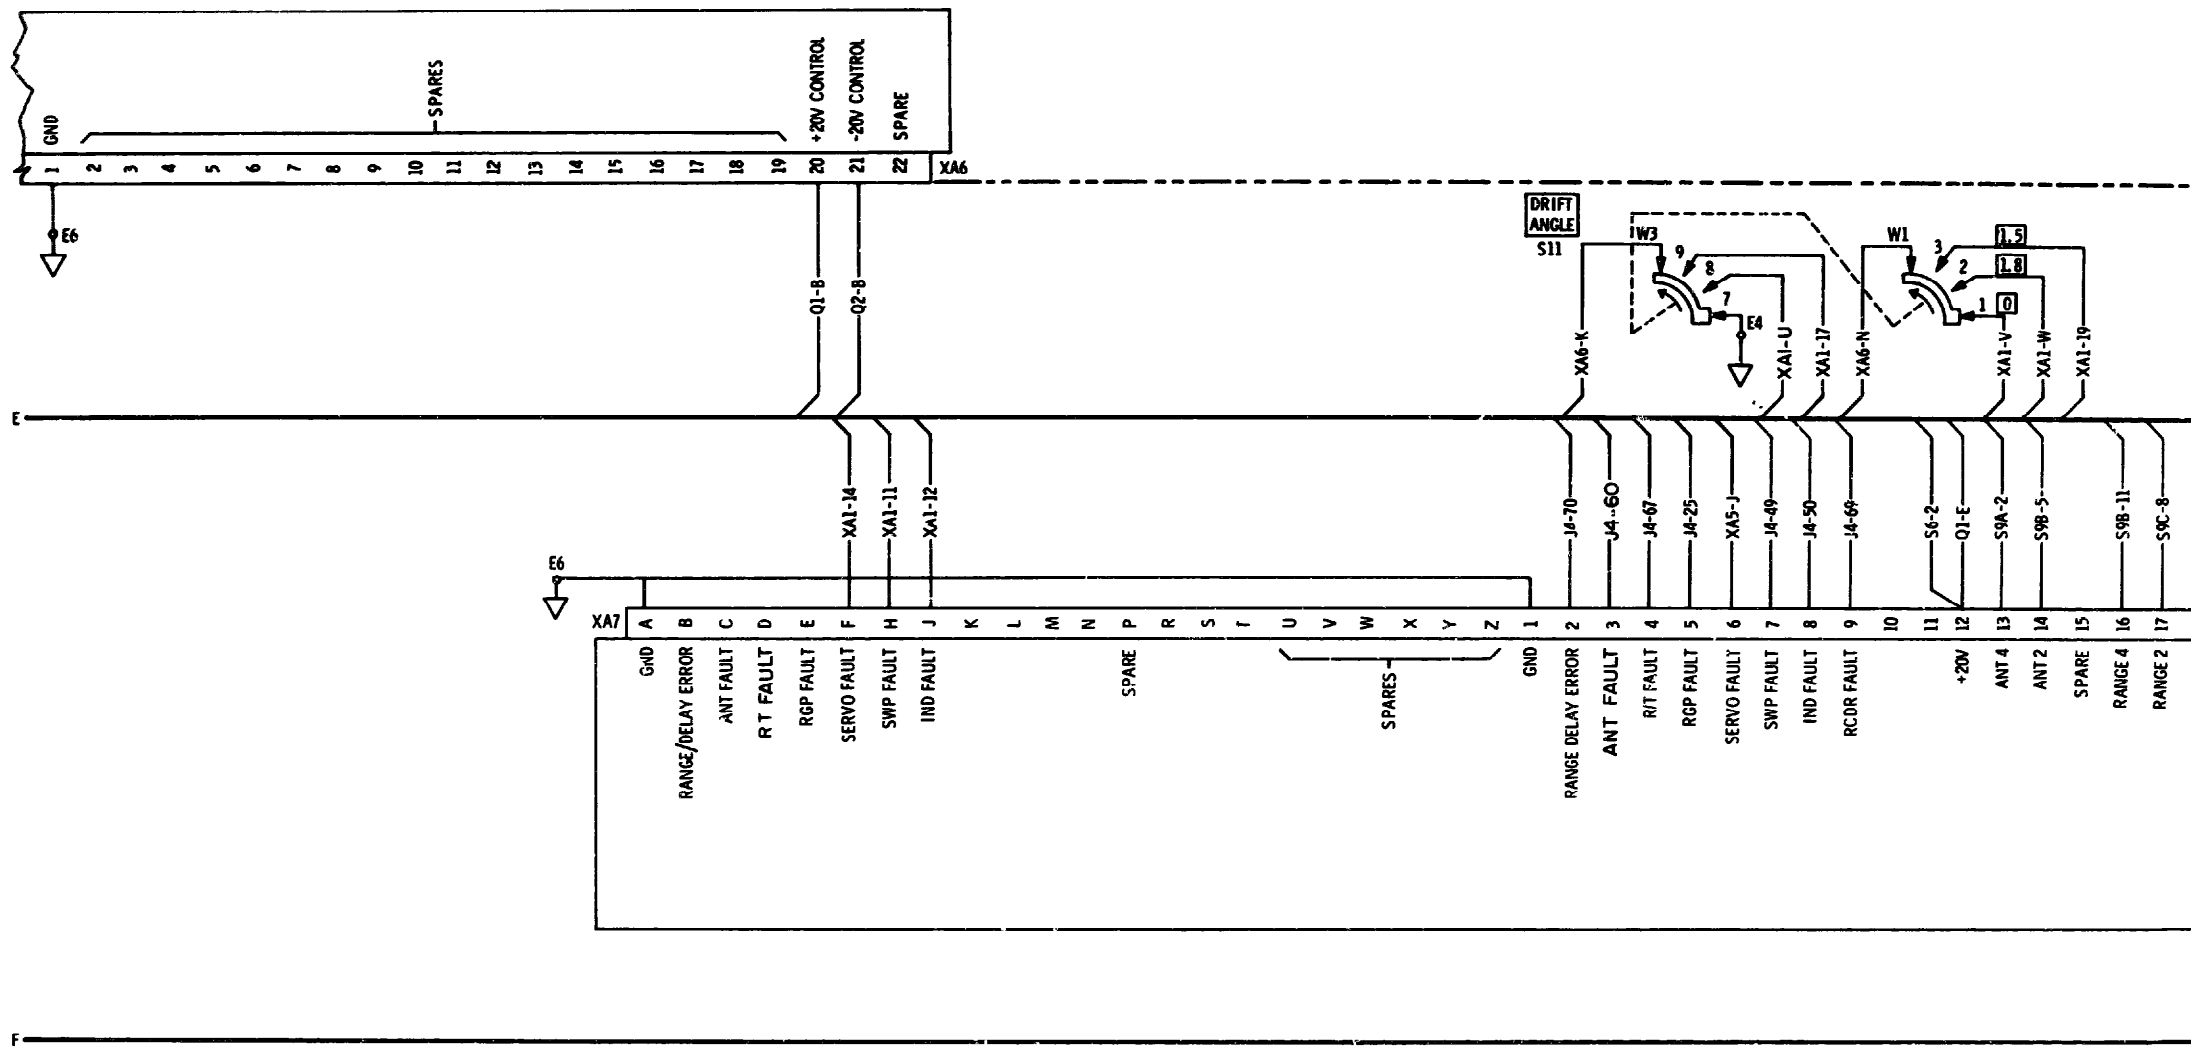 GND
SPARES
+20V CONTROL
-20V CONTROL
SPARE
1 2 3 4 5 6 7 8 9 10 11 12 13 14 15 16 17 18 19 20 21 22 XA6
E6
DRIFT
ANGLE
S11
W3
9
8
7
E4
W1
3
1.5
2
1.8
1
0
Q1-B
Q2-B
XA6-K
XA1-U
XA1-17
XA6-N
XA1-V
XA1-W
XA1-19
E
XA1-14
XA1-11
XA1-12
J4-70
J4-60
J4-67
J4-25
XA5-J
J4-49
J4-50
J4-69
S6-2
Q1-E
S9A-2
S9B-5
S9B-11
S9C-8
E6
XA7 A B C D E F H J K L M N P R S T U V W X Y Z 1 2 3 4 5 6 7 8 9 10 11 12 13 14 15 16 17
GND
RANGE/DELAY ERROR
ANT FAULT
RT FAULT
RGP FAULT
SERVO FAULT
SWP FAULT
IND FAULT
SPARE
SPARES
GND
RANGE DELAY ERROR
ANT FAULT
R/T FAULT
RGP FAULT
SERVO FAULT
SWP FAULT
IND FAULT
RCDR FAULT
+20V
ANT 4
ANT 2
SPARE
RANGE 4
RANGE 2
F